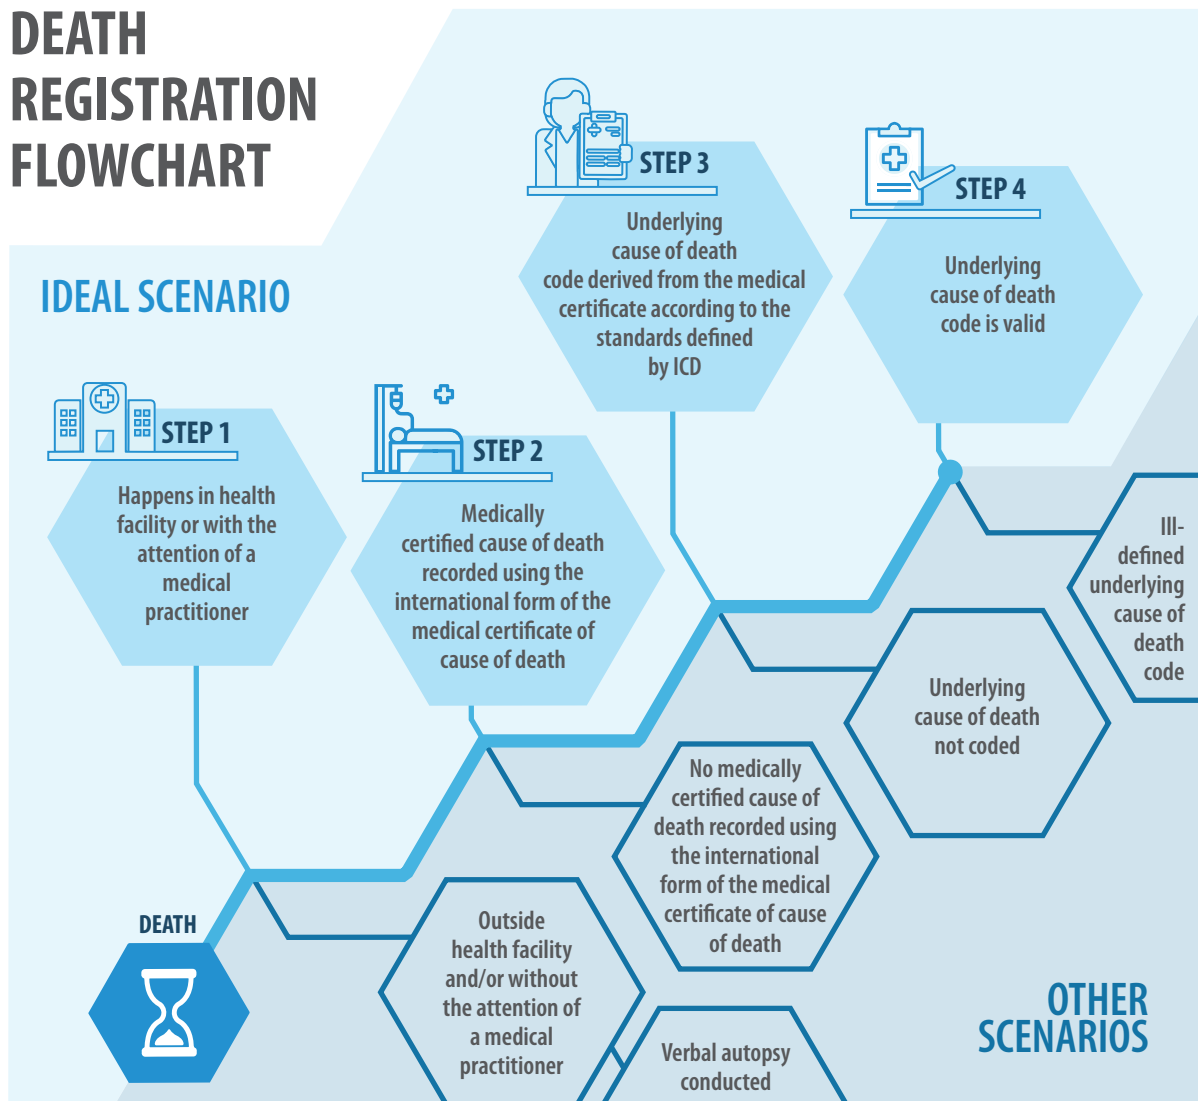 DEATH
REGISTRATION
FLOWCHART
IDEAL SCENARIO
STEP 1
Happens in health
facility or with the
attention of a
medical
practitioner
STEP 2
Medically
certified cause of death
recorded using the
international form of the
medical certificate of
cause of death
STEP 3
Underlying
cause of death
code derived from the medical
certificate according to the
standards defined
by ICD
STEP 4
Underlying
cause of death
code is valid
DEATH
Outside
health facility
and/or without
the attention of
a medical
practitioner
Verbal autopsy
conducted
No medically
certified cause of
death recorded using
the international
form of the medical
certificate of cause
of death
Underlying
cause of death
not coded
Ill-
defined
underlying
cause of
death
code
OTHER
SCENARIOS